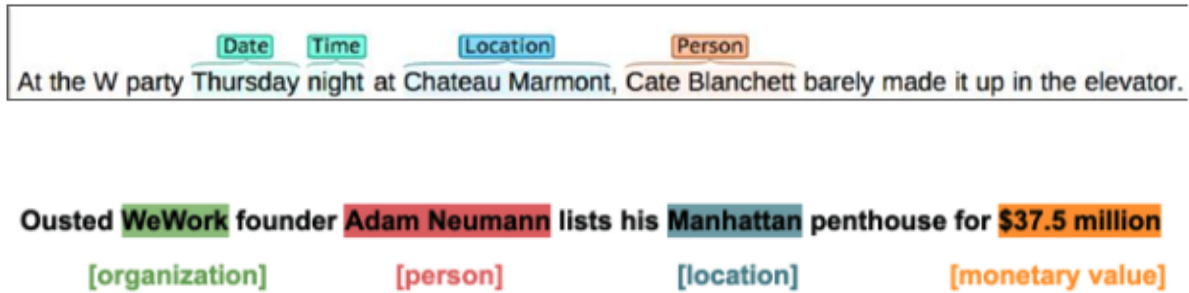 Date Time Location Person
At the W party Thursday night at Chateau Marmont, Cate Blanchett barely made it up in the elevator.
Ousted WeWork founder Adam Neumann lists his Manhattan penthouse for $37.5 million
[organization] [person] [location] [monetary value]